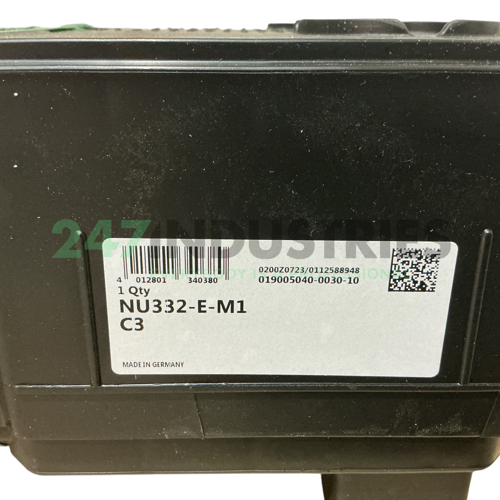 247INDUSTRIES
4 012801 340380
0200Z0723/0112588948
019005040-0030-10
1 Qty
NU332-E-M1
C3
MADE IN GERMANY